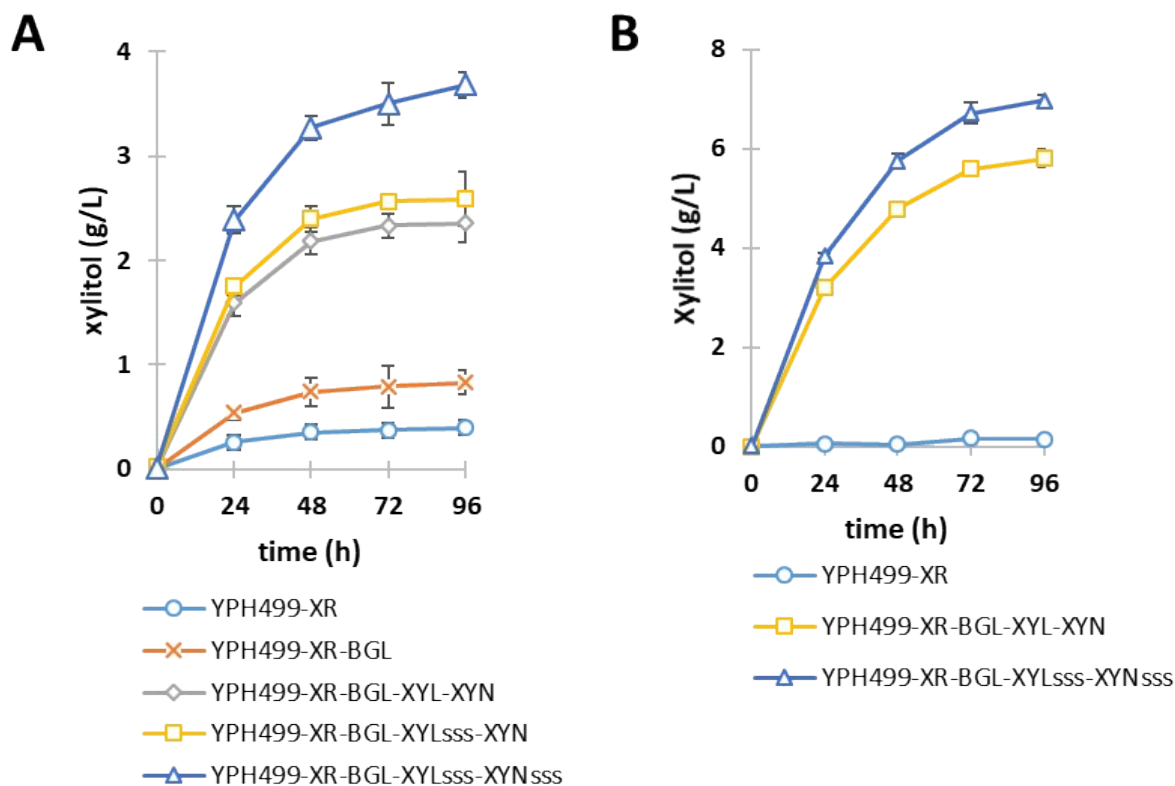 A
4
3
2
1
0
xylitol (g/L)
0 24 48 72 96
time (h)
YPH499-XR
YPH499-XR-BGL
YPH499-XR-BGL-XYL-XYN
YPH499-XR-BGL-XYLsss-XYN
YPH499-XR-BGL-XYLsss-XYNsss
B
8
6
4
2
0
Xylitol (g/L)
0 24 48 72 96
time (h)
YPH499-XR
YPH499-XR-BGL-XYL-XYN
YPH499-XR-BGL-XYLsss-XYNsss